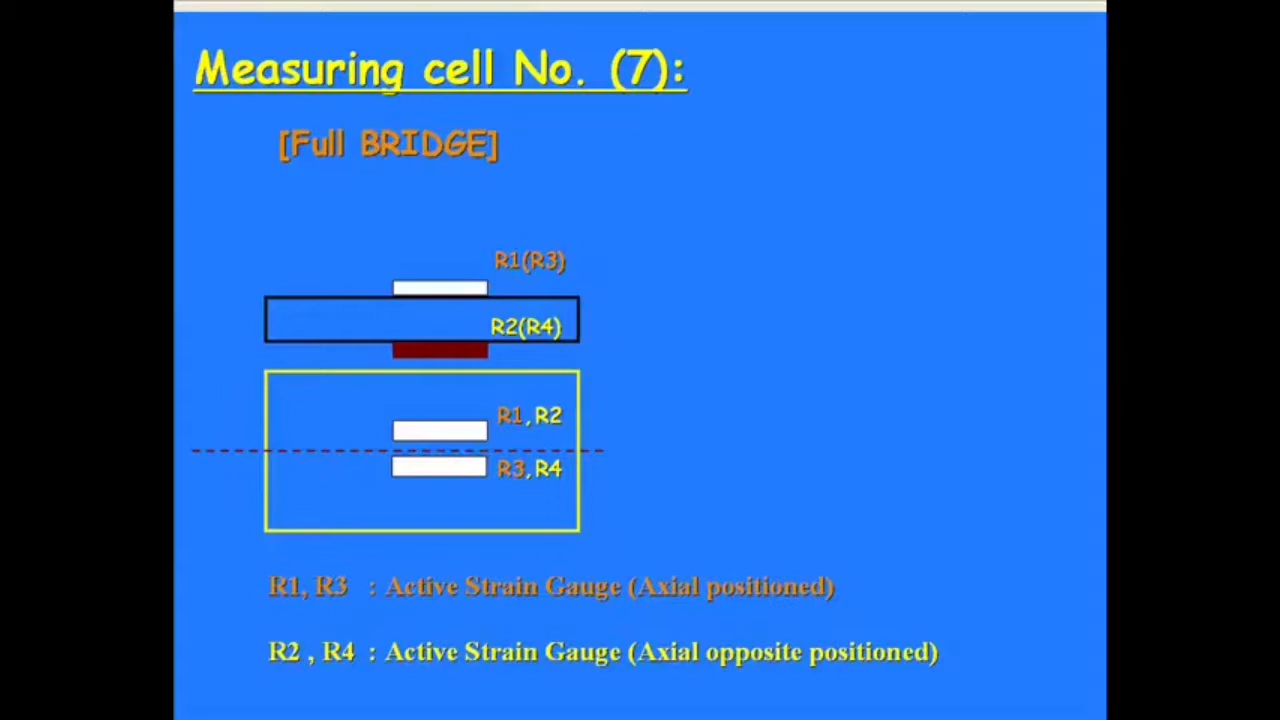 Measuring cell No. (7):
[Full BRIDGE]
R1(R3)
R2(R4)
R1,R2
R3,R4
R1, R3 : Active Strain Gauge (Axial positioned)
R2 , R4 : Active Strain Gauge (Axial opposite positioned)